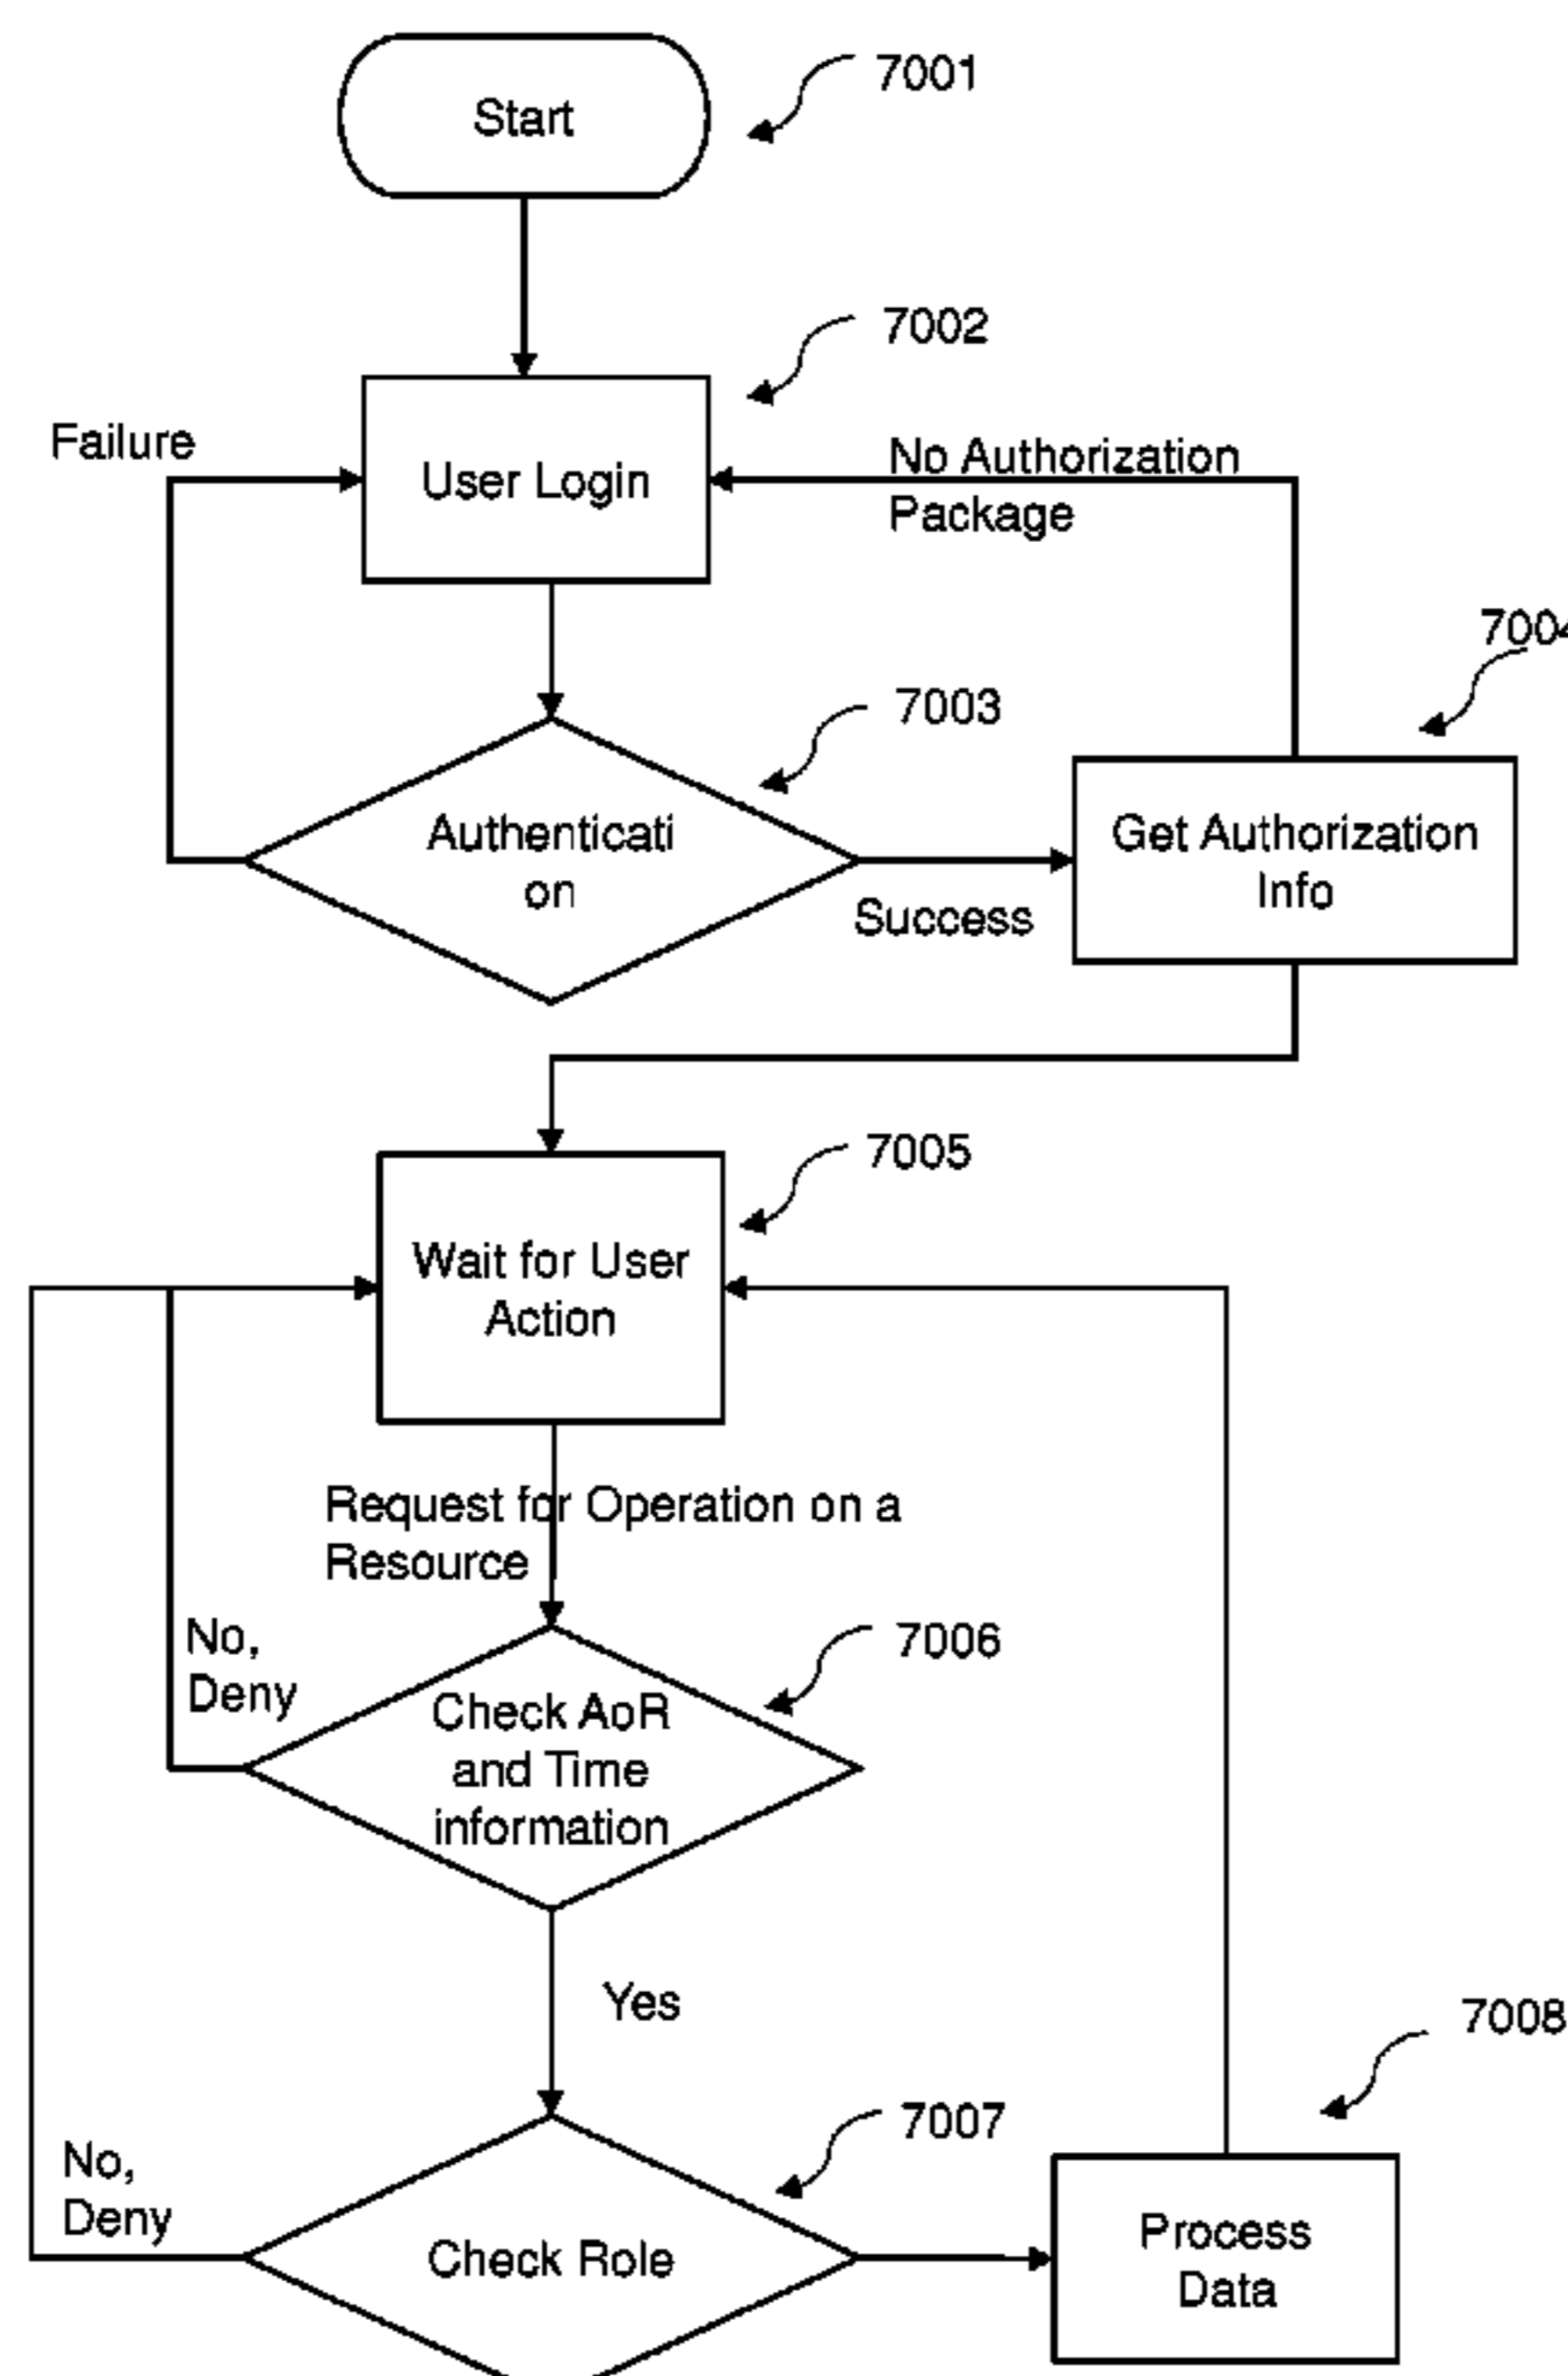 Start
7001
7002
Failure
User Login
No Authorization
Package
7003
Authenticati
on
Success
Get Authorization
Info
7005
Wait for User
Action
Request for Operation on a
Resource
No,
Deny
7006
Check AoR
and Time
information
Yes
7007
7008
No,
Deny
Check Role
Process
Data